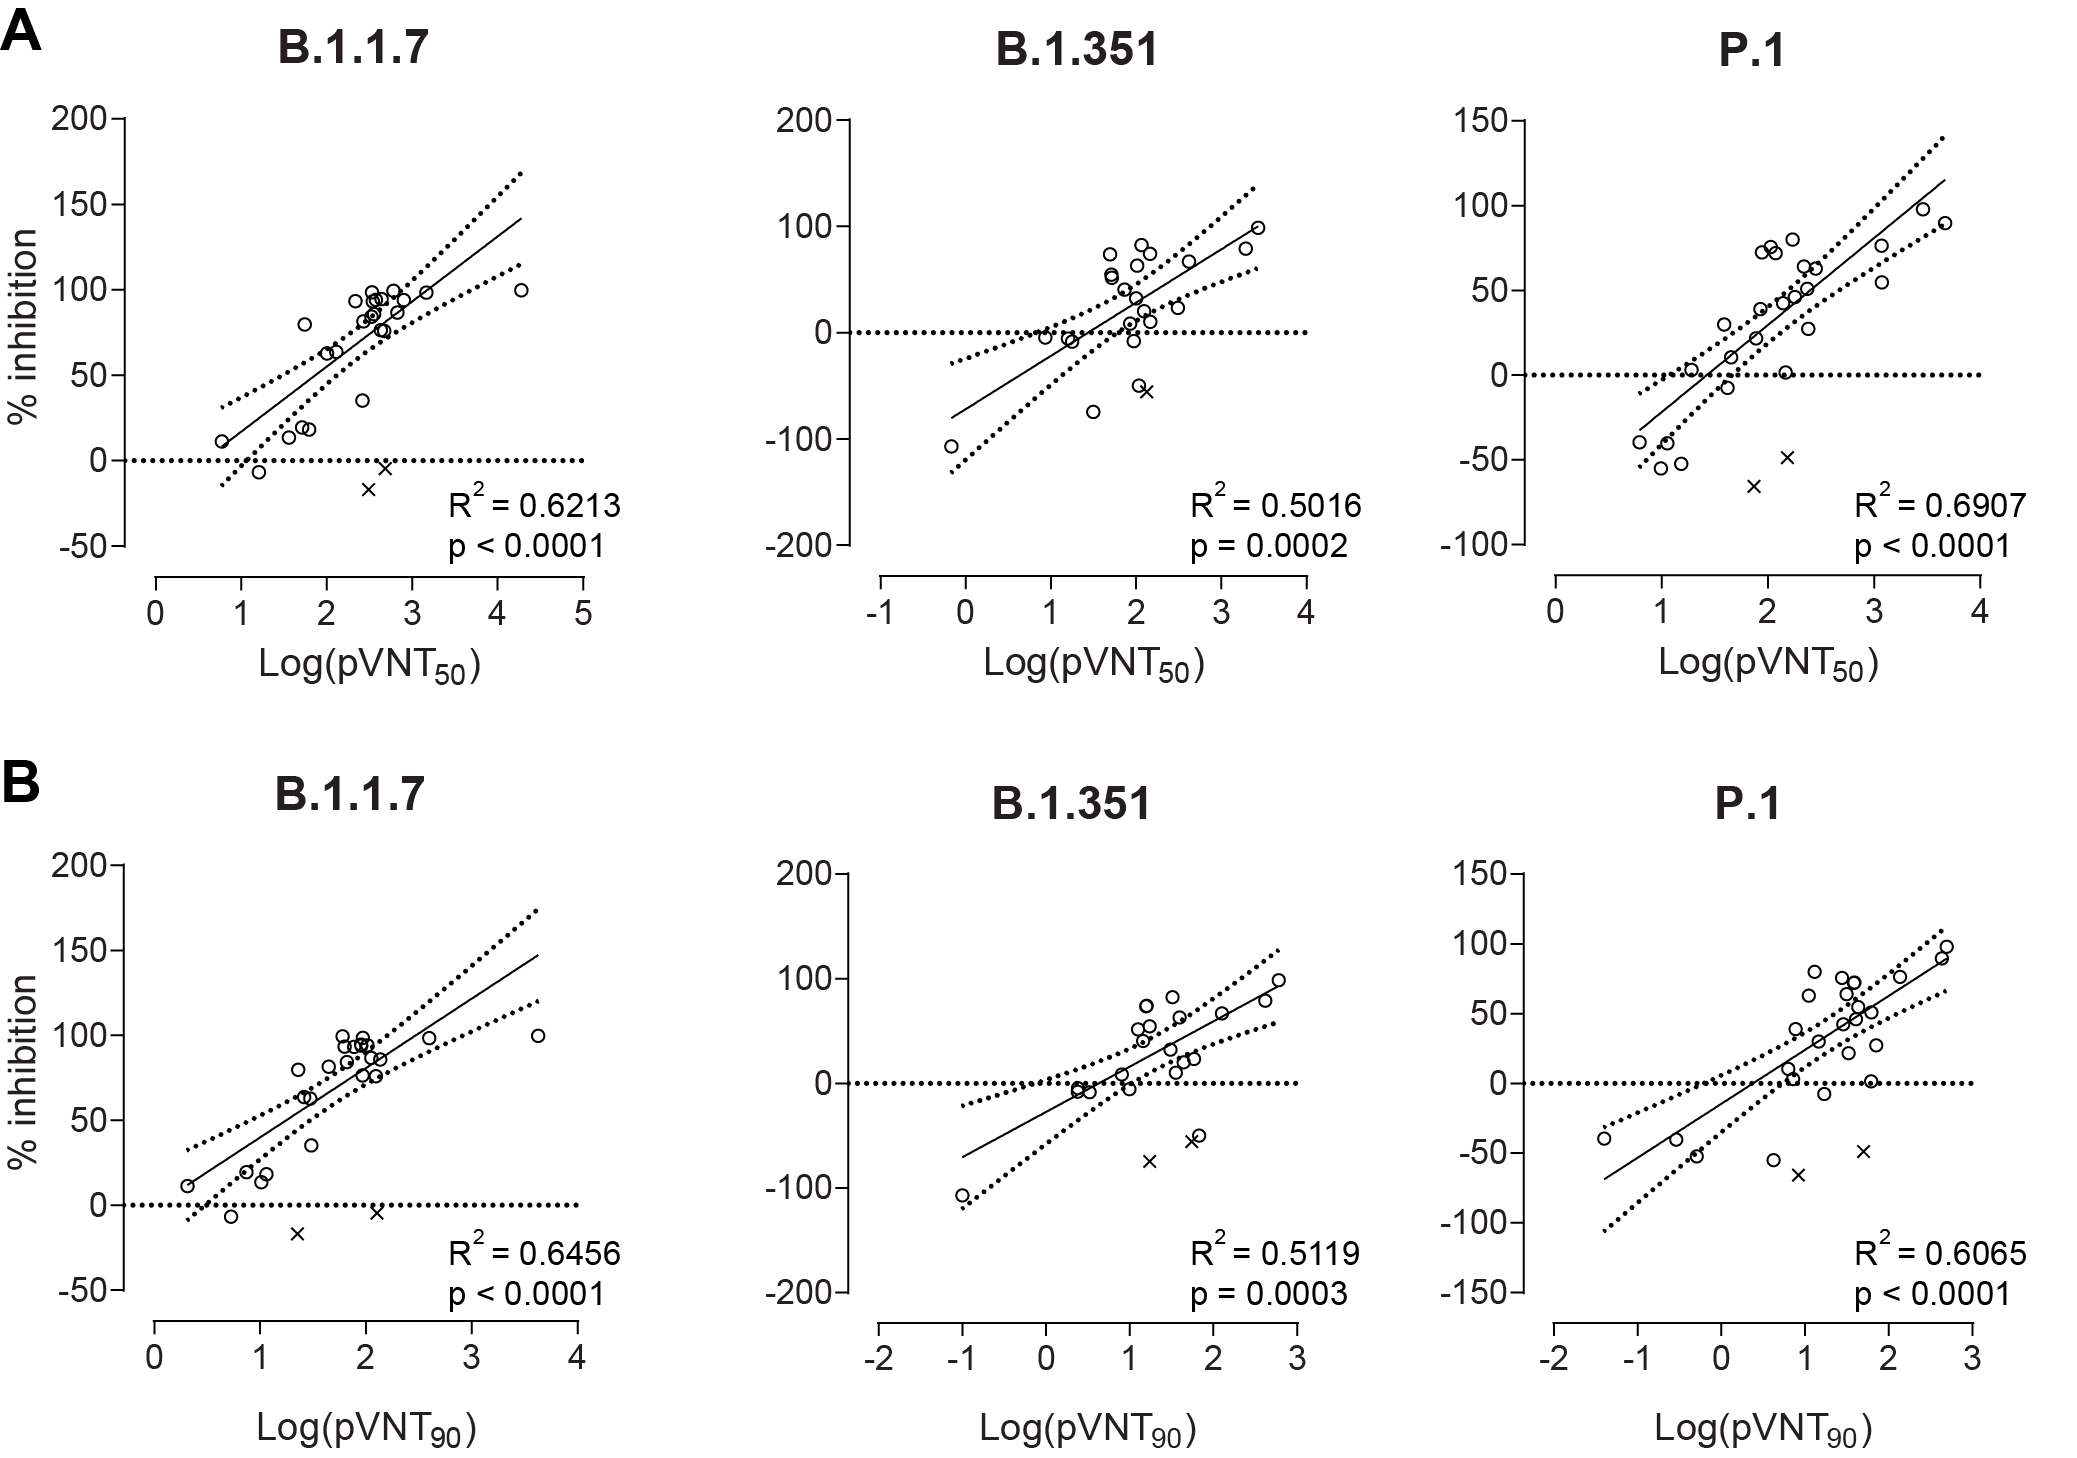 A
B.1.1.7
200
150
100
50
0
-50
% inhibition
R² = 0.6213
p < 0.0001
0 1 2 3 4 5
Log(pVNT₅₀)
B.1.351
200
100
0
-100
-200
R² = 0.5016
p = 0.0002
-1 0 1 2 3 4
Log(pVNT₅₀)
P.1
150
100
50
0
-50
-100
R² = 0.6907
p < 0.0001
0 1 2 3 4
Log(pVNT₅₀)
B
B.1.1.7
200
150
100
50
0
-50
% inhibition
R² = 0.6456
p < 0.0001
0 1 2 3 4
Log(pVNT₉₀)
B.1.351
200
100
0
-100
-200
R² = 0.5119
p = 0.0003
-2 -1 0 1 2 3
Log(pVNT₉₀)
P.1
150
100
50
0
-50
-100
-150
R² = 0.6065
p < 0.0001
-2 -1 0 1 2 3
Log(pVNT₉₀)